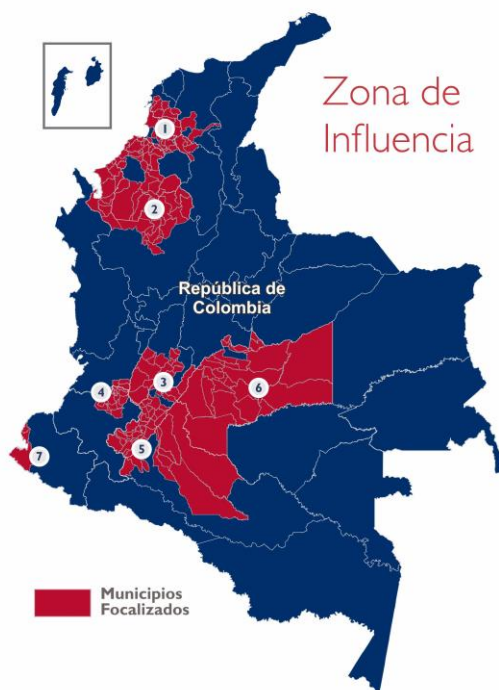 Zona de
Influencia
1
2
República de
Colombia
3
4
6
5
7
Municipios
Focalizados